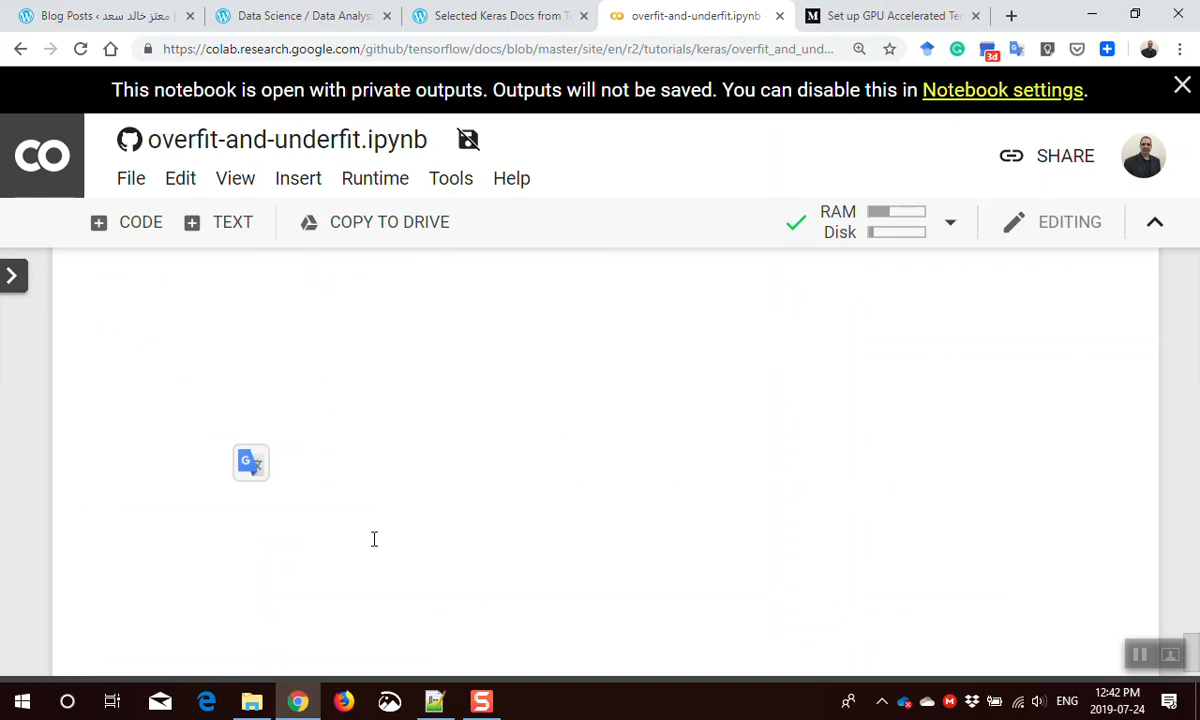 Blog Posts ‹ معتز خالد سعد |
Data Science / Data Analysi
Selected Keras Docs from Te
overfit-and-underfit.ipynb -
Set up GPU Accelerated Ten
https://colab.research.google.com/github/tensorflow/docs/blob/master/site/en/r2/tutorials/keras/overfit_and_und...
3d
This notebook is open with private outputs. Outputs will not be saved. You can disable this in Notebook settings.
overfit-and-underfit.ipynb
SHARE
File Edit View Insert Runtime Tools Help
CODE TEXT COPY TO DRIVE
RAM
Disk
EDITING
ENG
12:42 PM
2019-07-24